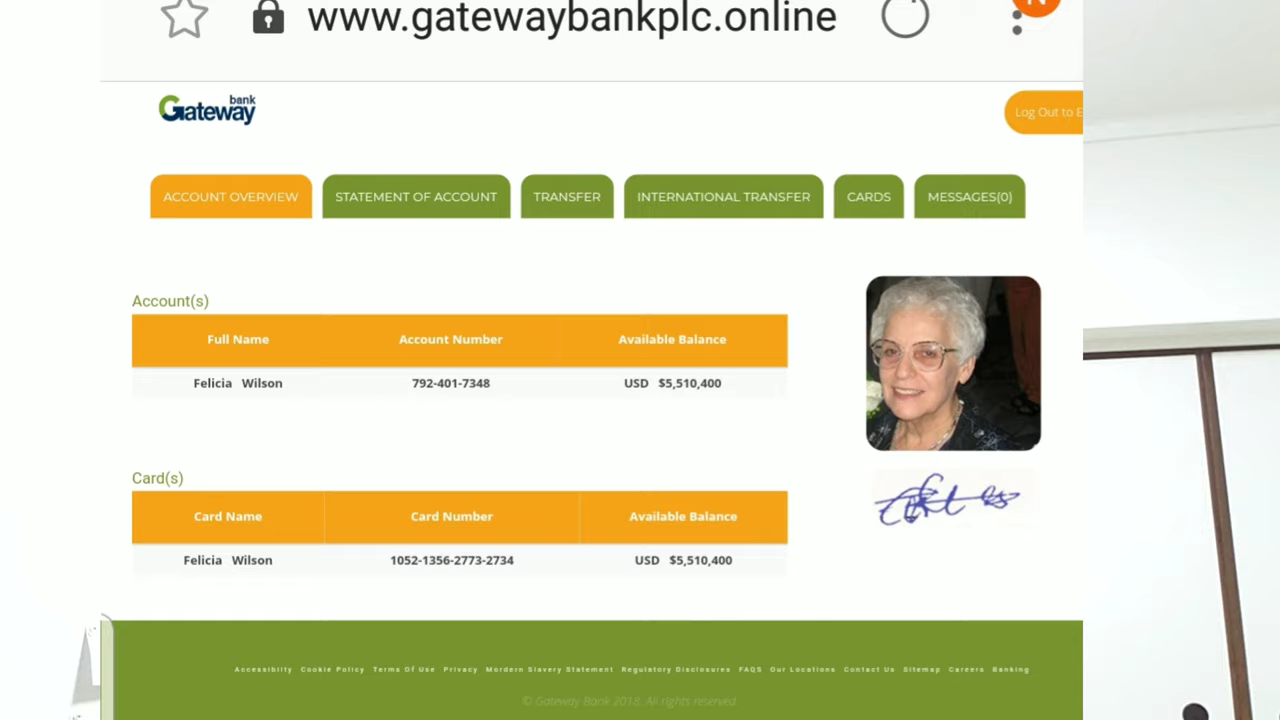 www.gatewaybankplc.online
Gateway bank
Log Out to E
ACCOUNT OVERVIEW
STATEMENT OF ACCOUNT
TRANSFER
INTERNATIONAL TRANSFER
CARDS
MESSAGES(0)
Account(s)
Full Name Account Number Available Balance
Felicia Wilson 792-401-7348 USD $5,510,400
Card(s)
Card Name Card Number Available Balance
Felicia Wilson 1052-1356-2773-2734 USD $5,510,400
Accessibilty Cookie Policy Terms Of Use Privacy Mordern Slavery Statement Regulatory Disclosures FAQS Our Locations Contact Us Sitemap Careers Banking
© Gateway Bank 2018. All rights reserved